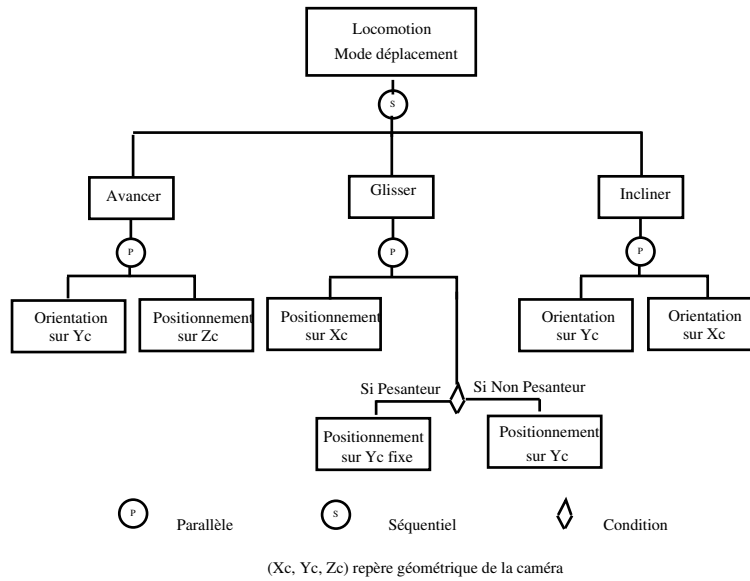 Locomotion
Mode déplacement
S
Avancer
Glisser
Incliner
P
P
P
Orientation
sur Yc
Positionnement
sur Zc
Positionnement
sur Xc
Orientation
sur Yc
Orientation
sur Xc
Si Pesanteur
Si Non Pesanteur
Positionnement
sur Yc fixe
Positionnement
sur Yc
P
Parallèle
S
Séquentiel
Condition
(Xc, Yc, Zc) repère géométrique de la caméra